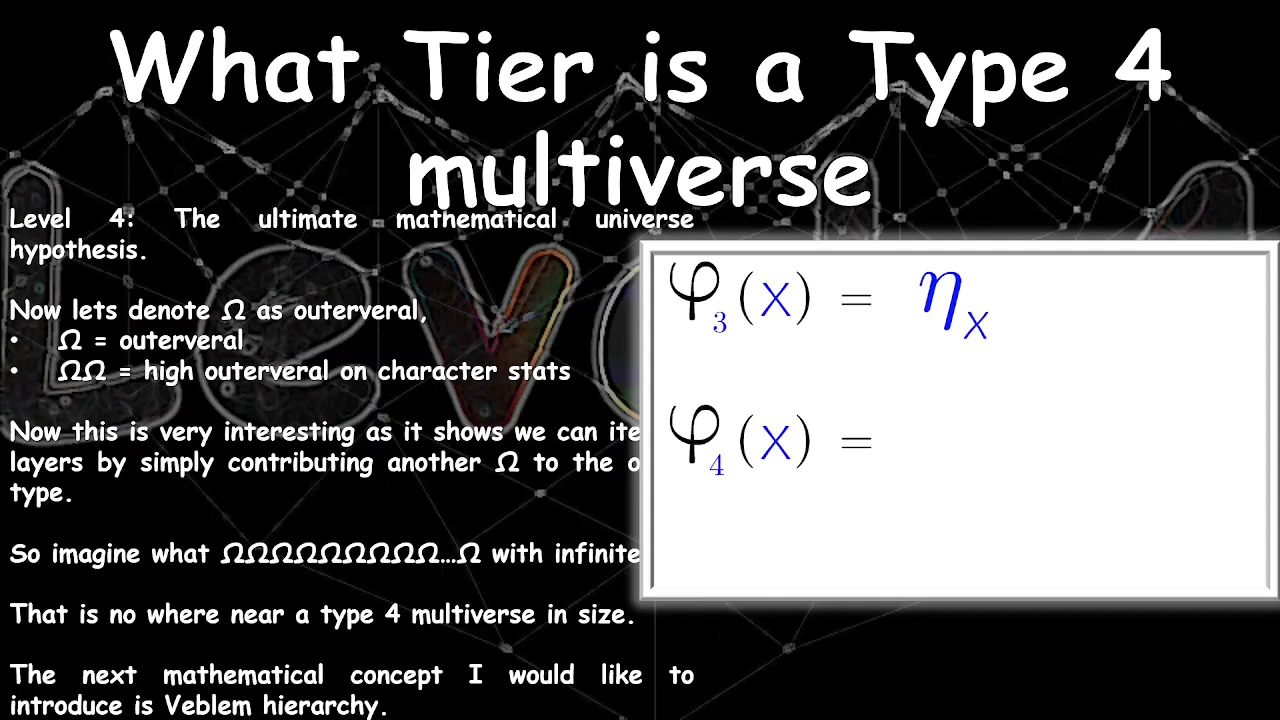 What Tier is a Type 4
multiverse
Level 4: The ultimate mathematical universe
hypothesis.
Now lets denote Ω as outerveral,
• Ω = outerveral
• ΩΩ = high outerveral on character stats
Now this is very interesting as it shows we can ite
layers by simply contributing another Ω to the o
type.
So imagine what ΩΩΩΩΩΩΩΩΩ...Ω with infinite
That is no where near a type 4 multiverse in size.
The next mathematical concept I would like to
introduce is Veblem hierarchy.
φ₃(x) = ηₓ
φ₄(x) =